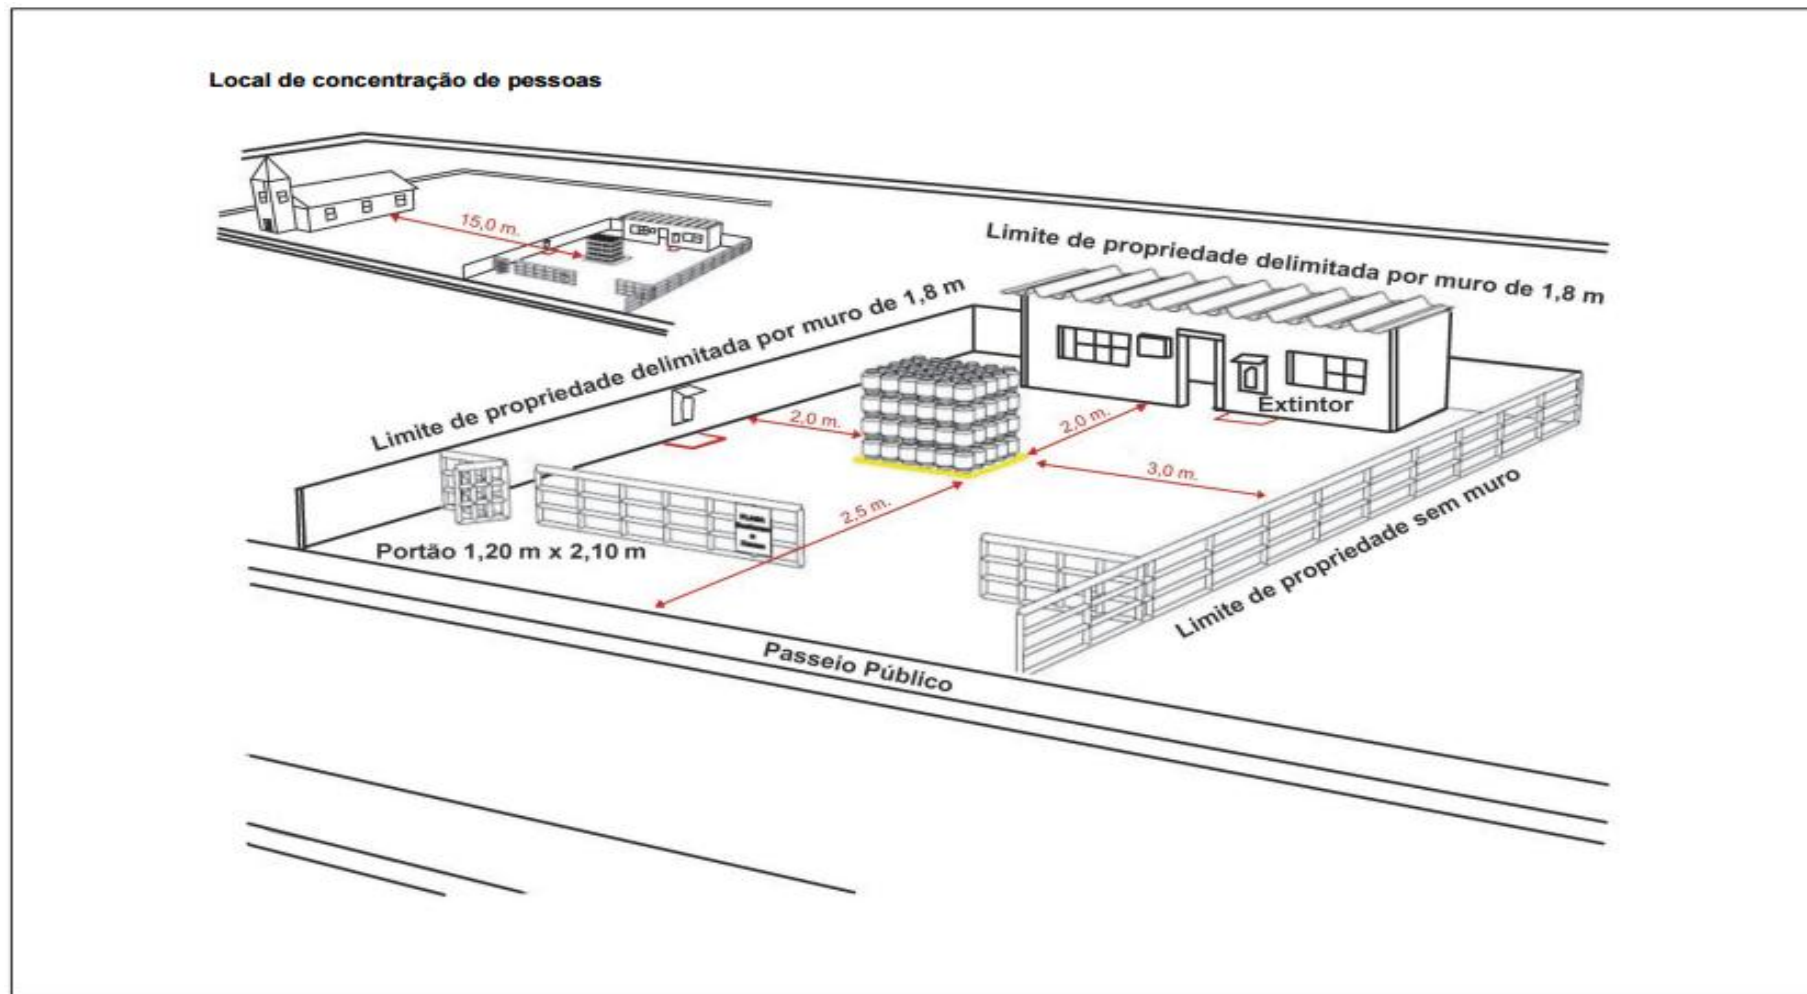 Local de concentração de pessoas
15,0 m.
Limite de propriedade delimitada por muro de 1,8 m
Limite de propriedade delimitada por muro de 1,8 m
Extintor
2,0 m.
2,0 m.
3,0 m.
2,5 m.
Portão 1,20 m x 2,10 m
Limite de propriedade sem muro
Passeio Público